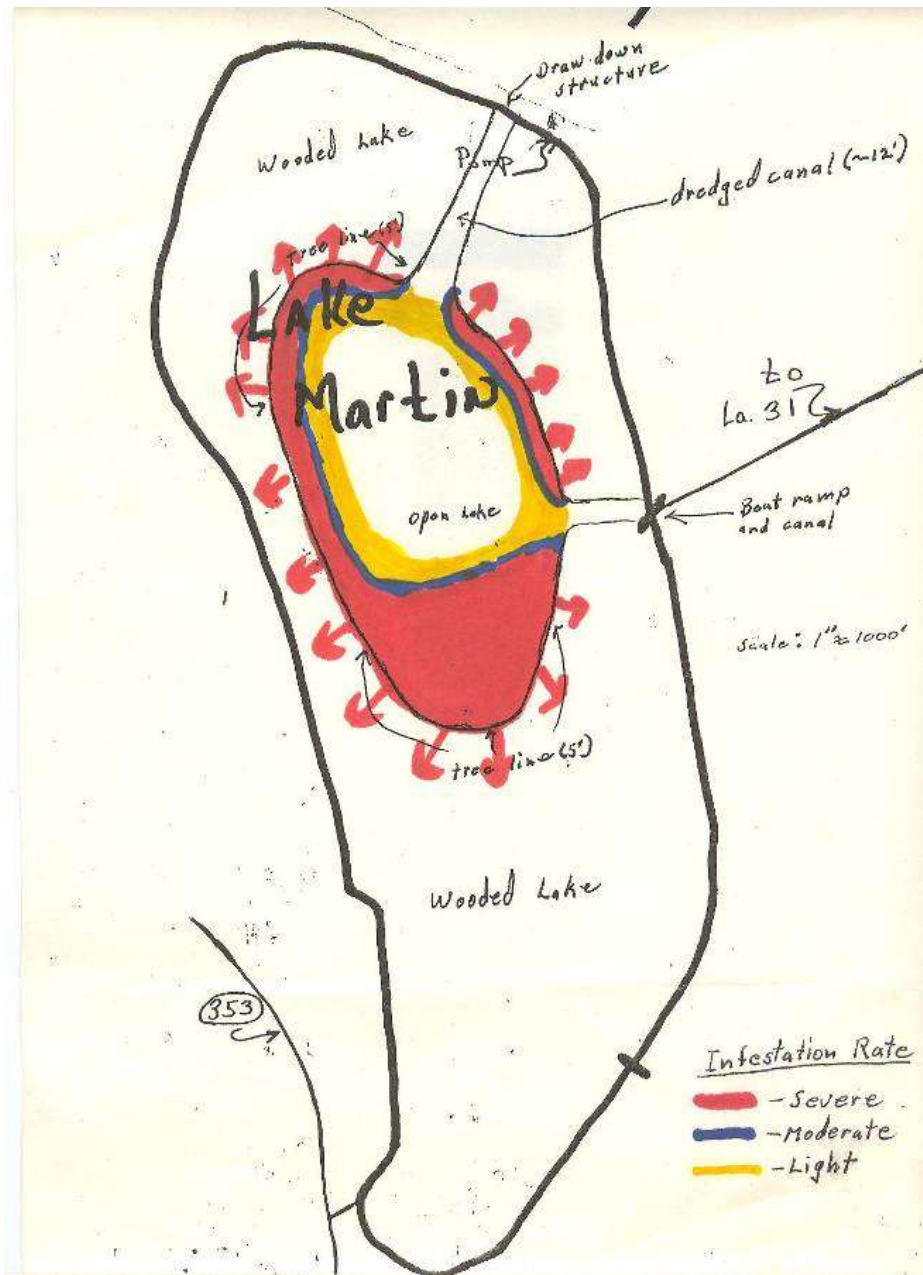 Draw down
structure
Wooded Lake
Pump
dredged canal (~12')
tree line (5')
Lake
Martin
to
La. 31
Open Lake
Boat ramp
and canal
Scale: 1" ≈ 1000'
tree line (5')
Wooded Lake
353
Infestation Rate
- Severe
- Moderate
- Light